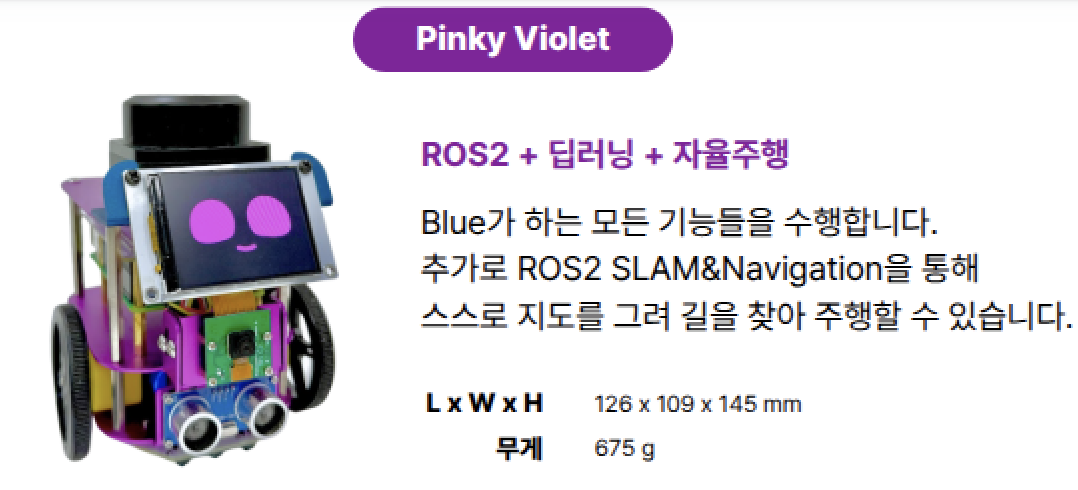 Pinky Violet
ROS2 + 딥러닝 + 자율주행
Blue가 하는 모든 기능들을 수행합니다.
추가로 ROS2 SLAM&Navigation을 통해
스스로 지도를 그려 길을 찾아 주행할 수 있습니다.
L x W x H 126 x 109 x 145 mm
무게 675 g